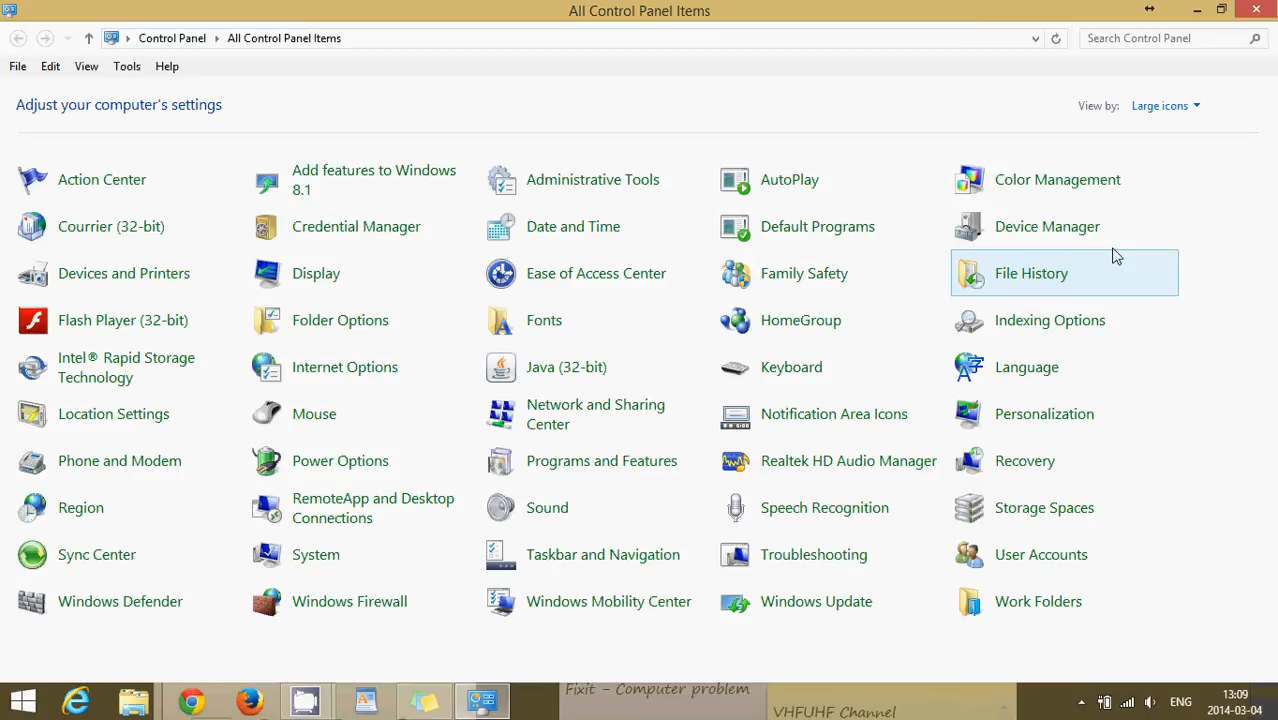 All Control Panel Items
Control Panel All Control Panel Items
Search Control Panel
File Edit View Tools Help
Adjust your computer's settings
View by: Large icons
Action Center
Add features to Windows
8.1
Administrative Tools
AutoPlay
Color Management
Courrier (32-bit)
Credential Manager
Date and Time
Default Programs
Device Manager
Devices and Printers
Display
Ease of Access Center
Family Safety
File History
Flash Player (32-bit)
Folder Options
Fonts
HomeGroup
Indexing Options
Intel® Rapid Storage
Technology
Internet Options
Java (32-bit)
Keyboard
Language
Location Settings
Mouse
Network and Sharing
Center
Notification Area Icons
Personalization
Phone and Modem
Power Options
Programs and Features
Realtek HD Audio Manager
Recovery
Region
RemoteApp and Desktop
Connections
Sound
Speech Recognition
Storage Spaces
Sync Center
System
Taskbar and Navigation
Troubleshooting
User Accounts
Windows Defender
Windows Firewall
Windows Mobility Center
Windows Update
Work Folders
Fixit - Computer problem
VHFUHF Channel
ENG
13:09
2014-03-04